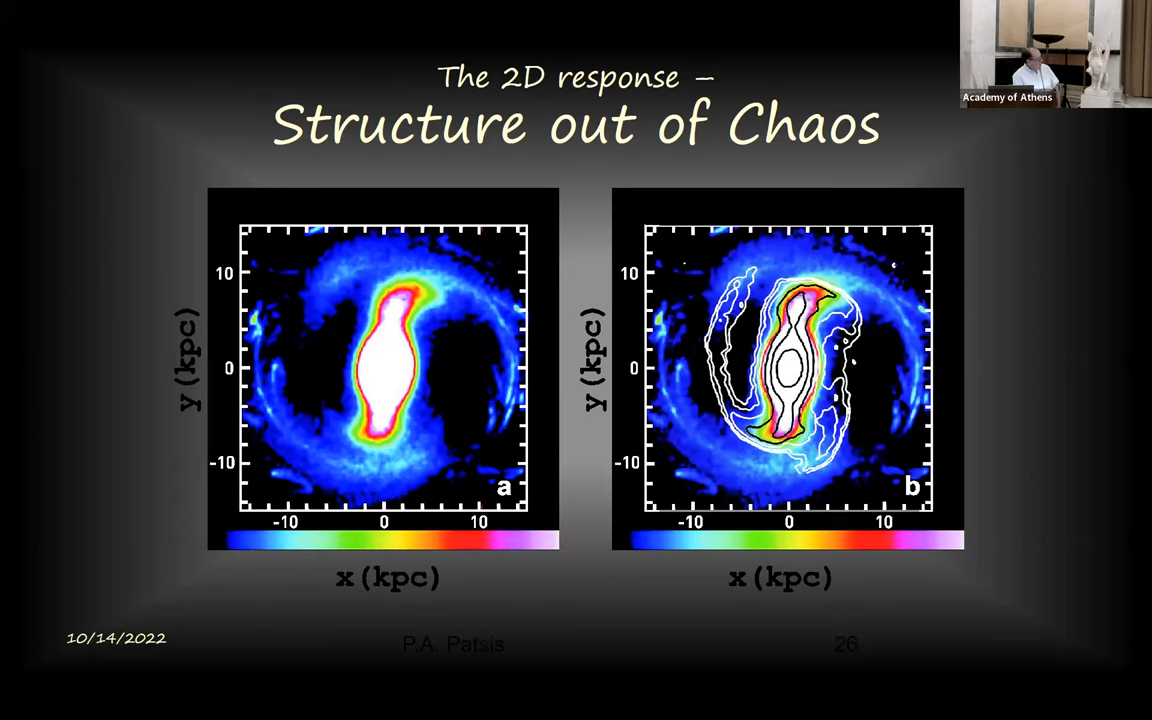 The 2D response –
Structure out of Chaos
Academy of Athens
y(kpc)
10
0
-10
a
-10
0
10
x(kpc)
y(kpc)
10
0
-10
b
-10
0
10
x(kpc)
10/14/2022
P.A. Patsis
26